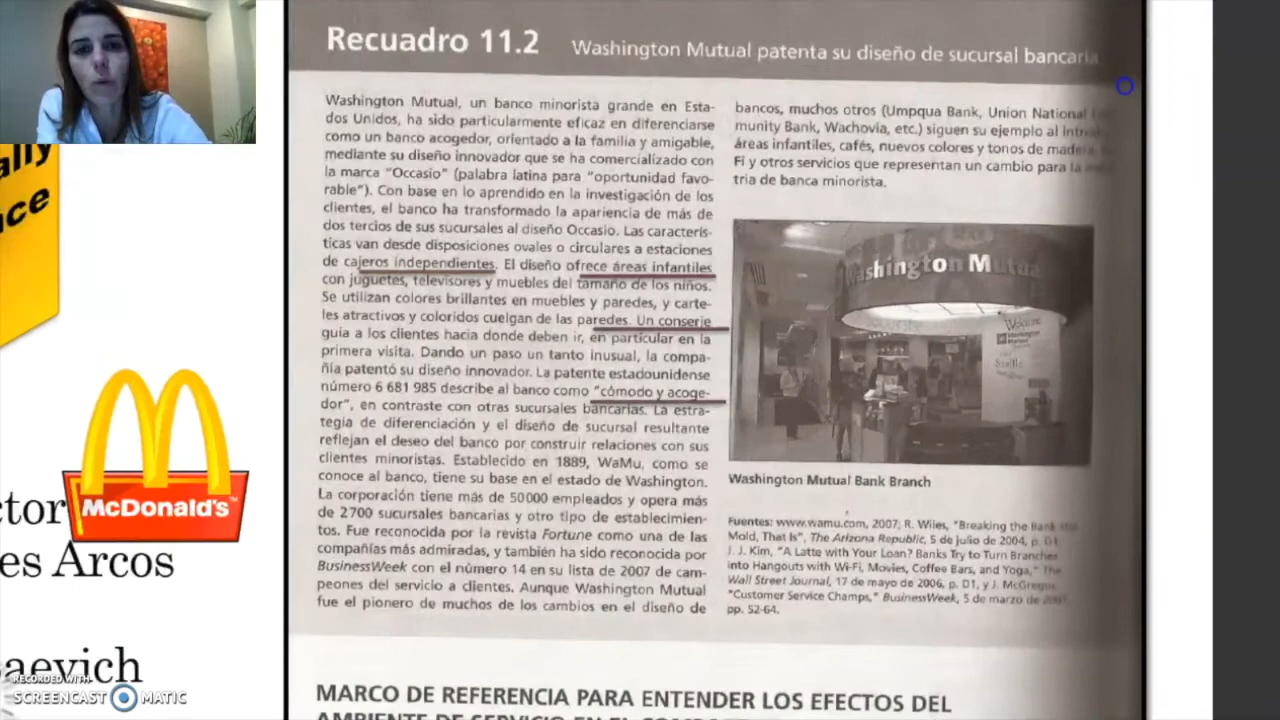 Recuadro 11.2 Washington Mutual patenta su diseño de sucursal bancaria
Washington Mutual, un banco minorista grande en Esta-
dos Unidos, ha sido particularmente eficaz en diferenciarse
como un banco acogedor, orientado a la familia y amigable,
mediante su diseño innovador que se ha comercializado con
la marca “Occasio” (palabra latina para “oportunidad favo-
rable”). Con base en lo aprendido en la investigación de los
clientes, el banco ha transformado la apariencia de más de
dos tercios de sus sucursales al diseño Occasio. Las caracterís-
ticas van desde disposiciones ovales o circulares a estaciones
de cajeros independientes. El diseño ofrece áreas infantiles
con juguetes, televisores y muebles del tamaño de los niños.
Se utilizan colores brillantes en muebles y paredes, y carte-
les atractivos y coloridos cuelgan de las paredes. Un conserje
guía a los clientes hacia donde deben ir, en particular en la
primera visita. Dando un paso un tanto inusual, la compa-
ñía patentó su diseño innovador. La patente estadounidense
número 6 681 985 describe al banco como “cómodo y acoge-
dor”, en contraste con otras sucursales bancarias. La estra-
tegia de diferenciación y el diseño de sucursal resultante
reflejan el deseo del banco por construir relaciones con sus
clientes minoristas. Establecido en 1889, WaMu, como se
conoce al banco, tiene su base en el estado de Washington.
La corporación tiene más de 50 000 empleados y opera más
de 2 700 sucursales bancarias y otro tipo de establecimien-
tos. Fue reconocida por la revista Fortune como una de las
compañías más admiradas, y también ha sido reconocida por
BusinessWeek con el número 14 en su lista de 2007 de cam-
peones del servicio a clientes. Aunque Washington Mutual
fue el pionero de muchos de los cambios en el diseño de
bancos, muchos otros (Umpqua Bank, Union National
munity Bank, Wachovia, etc.) siguen su ejemplo al
áreas infantiles, cafés, nuevos colores y tonos de madera,
Fi y otros servicios que representan un cambio para la
tria de banca minorista.
Washington Mutual
Welcome
Washington Mutual Bank Branch
Fuentes: www.wamu.com, 2007; R. Wiles, “Breaking the Bank
Mold, That Is”, The Arizona Republic, 5 de julio de 2004, p. D1,
J. J. Kim, “A Latte with Your Loan? Banks Try to Turn Branches
into Hangouts with Wi-Fi, Movies, Coffee Bars, and Yoga,” The
Wall Street Journal, 17 de mayo de 2006, p. D1, y J. McGregor
“Customer Service Champs,” BusinessWeek, 5 de marzo de
pp. 52-64.
MARCO DE REFERENCIA PARA ENTENDER LOS EFECTOS DEL
AMBIENTE DE SERVICIO EN EL
McDonald's™
Arcos
RECORDED WITH
SCREENCAST MATIC